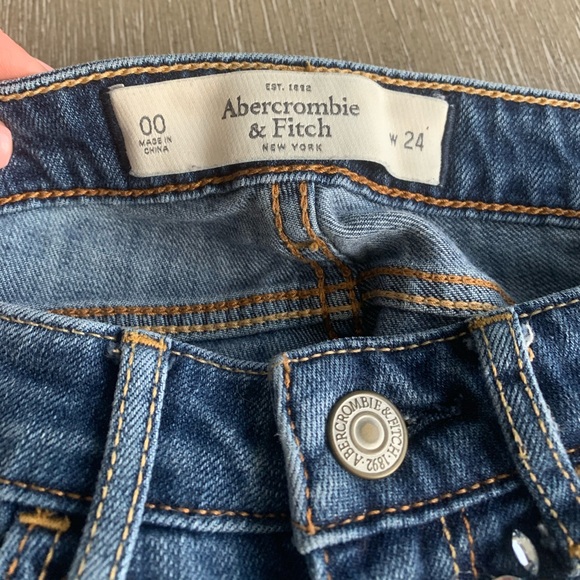 EST. 1892
Abercrombie
& Fitch
NEW YORK
00
MADE IN
CHINA
W 24
ABERCROMBIE & FITCH · 1892 ·